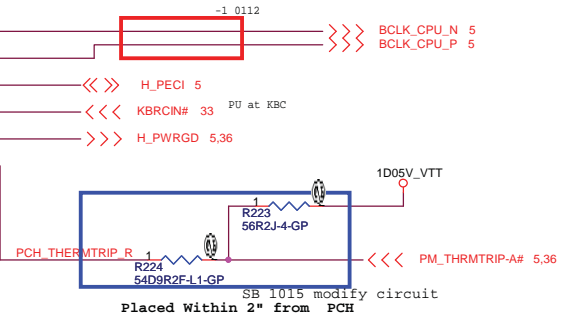 -1 0112
BCLK_CPU_N 5
BCLK_CPU_P 5
H_PECI 5
KBRCIN# 33 PU at KBC
H_PWRGD 5,36
1D05V_VTT
1
R223
56R2J-4-GP
PCH_THERMTRIP_R 1
R224
54D9R2F-L1-GP
PM_THRMTRIP-A# 5,36
SB 1015 modify circuit
Placed Within 2" from PCH